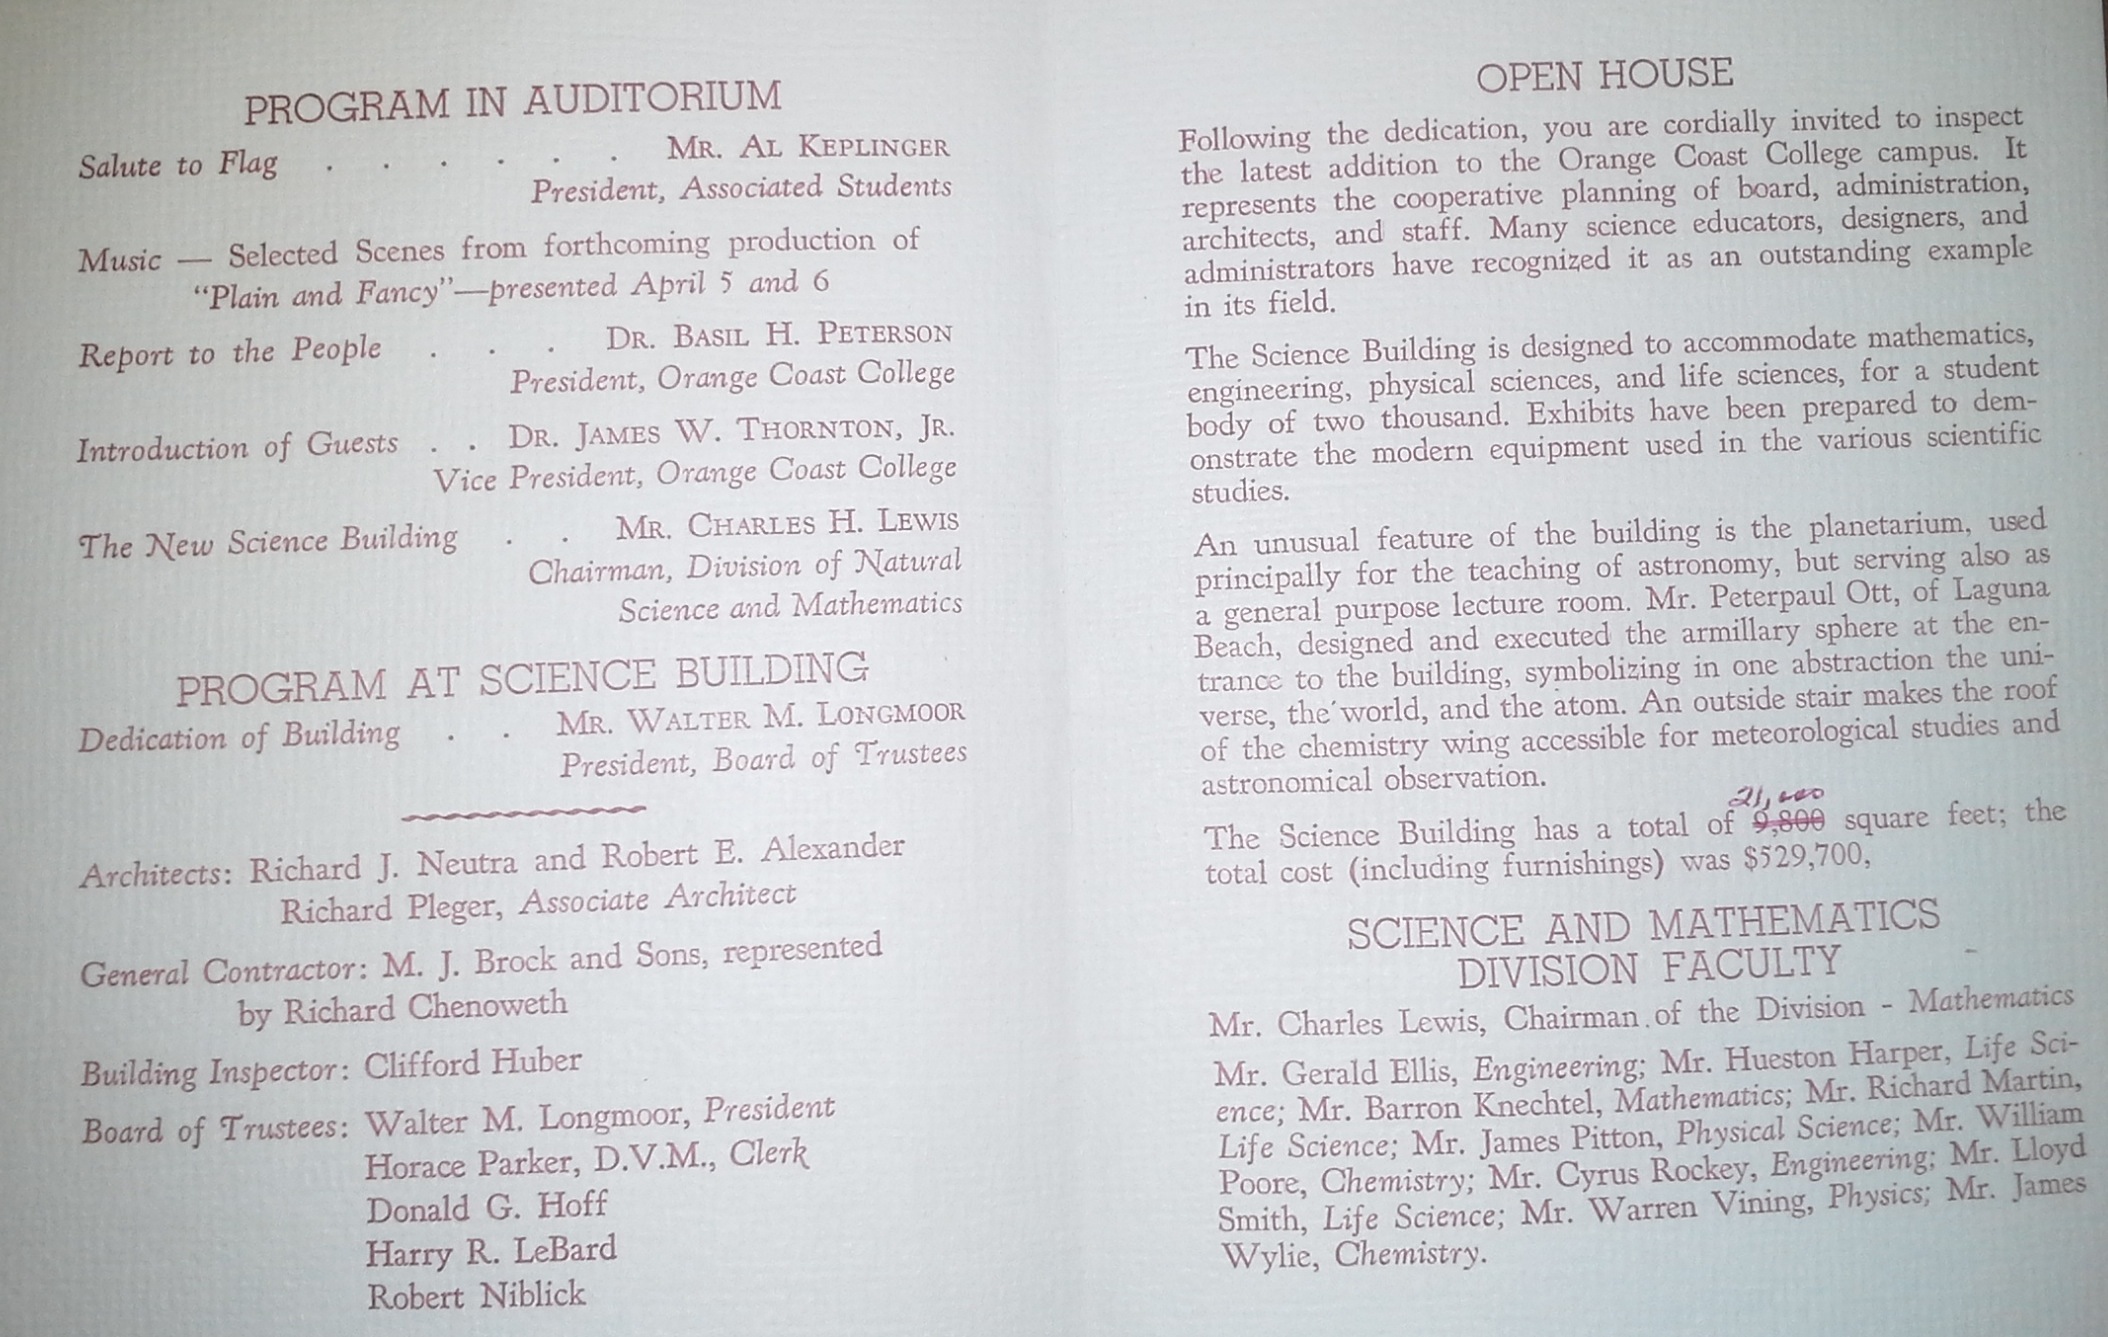 PROGRAM IN AUDITORIUM
Salute to Flag . . . . . . MR. AL KEPLINGER
President, Associated Students
Music — Selected Scenes from forthcoming production of
“Plain and Fancy”—presented April 5 and 6
Report to the People . . . DR. BASIL H. PETERSON
President, Orange Coast College
Introduction of Guests . . DR. JAMES W. THORNTON, JR.
Vice President, Orange Coast College
The New Science Building . . MR. CHARLES H. LEWIS
Chairman, Division of Natural
Science and Mathematics
PROGRAM AT SCIENCE BUILDING
Dedication of Building . . MR. WALTER M. LONGMOOR
President, Board of Trustees
Architects: Richard J. Neutra and Robert E. Alexander
Richard Pleger, Associate Architect
General Contractor: M. J. Brock and Sons, represented
by Richard Chenoweth
Building Inspector: Clifford Huber
Board of Trustees: Walter M. Longmoor, President
Horace Parker, D.V.M., Clerk
Donald G. Hoff
Harry R. LeBard
Robert Niblick
OPEN HOUSE
Following the dedication, you are cordially invited to inspect
the latest addition to the Orange Coast College campus. It
represents the cooperative planning of board, administration,
architects, and staff. Many science educators, designers, and
administrators have recognized it as an outstanding example
in its field.
The Science Building is designed to accommodate mathematics,
engineering, physical sciences, and life sciences, for a student
body of two thousand. Exhibits have been prepared to dem-
onstrate the modern equipment used in the various scientific
studies.
An unusual feature of the building is the planetarium, used
principally for the teaching of astronomy, but serving also as
a general purpose lecture room. Mr. Peterpaul Ott, of Laguna
Beach, designed and executed the armillary sphere at the en-
trance to the building, symbolizing in one abstraction the uni-
verse, the world, and the atom. An outside stair makes the roof
of the chemistry wing accessible for meteorological studies and
astronomical observation.
21,000
The Science Building has a total of 9,800 square feet; the
total cost (including furnishings) was $529,700,
SCIENCE AND MATHEMATICS
DIVISION FACULTY
Mr. Charles Lewis, Chairman of the Division - Mathematics
Mr. Gerald Ellis, Engineering; Mr. Hueston Harper, Life Sci-
ence; Mr. Barron Knechtel, Mathematics; Mr. Richard Martin,
Life Science; Mr. James Pitton, Physical Science; Mr. William
Poore, Chemistry; Mr. Cyrus Rockey, Engineering; Mr. Lloyd
Smith, Life Science; Mr. Warren Vining, Physics; Mr. James
Wylie, Chemistry.